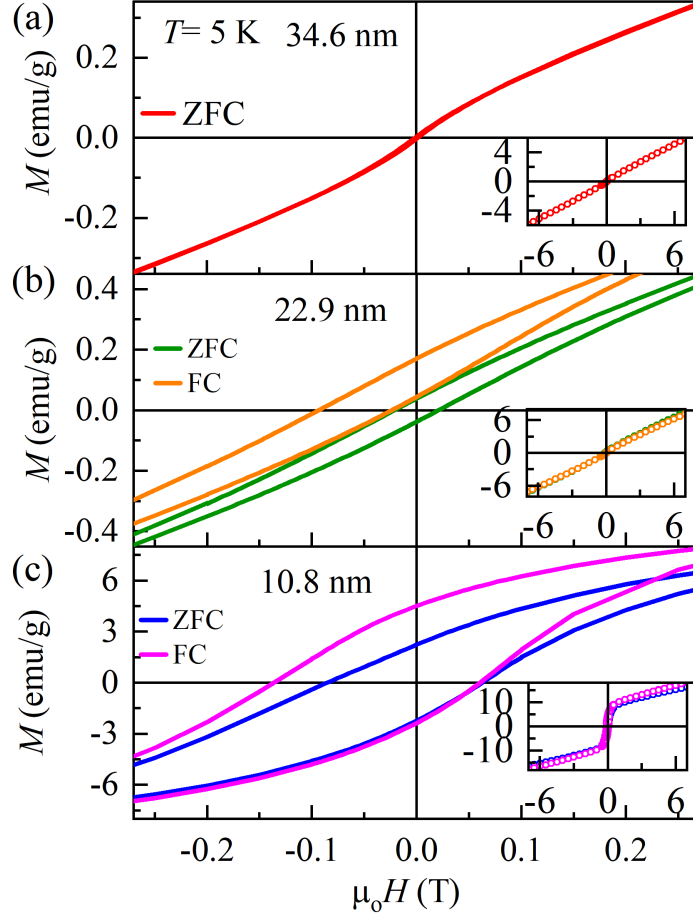 (a)
T= 5 K 34.6 nm
ZFC
M (emu/g)
0.2
0.0
-0.2
4
0
-4
-6 0 6
(b)
22.9 nm
ZFC
FC
M (emu/g)
0.4
0.2
0.0
-0.2
-0.4
6
0
-6
-6 0 6
(c)
10.8 nm
ZFC
FC
M (emu/g)
6
3
0
-3
-6
10
0
-10
-6 0 6
-0.2 -0.1 0.0 0.1 0.2
μoH (T)